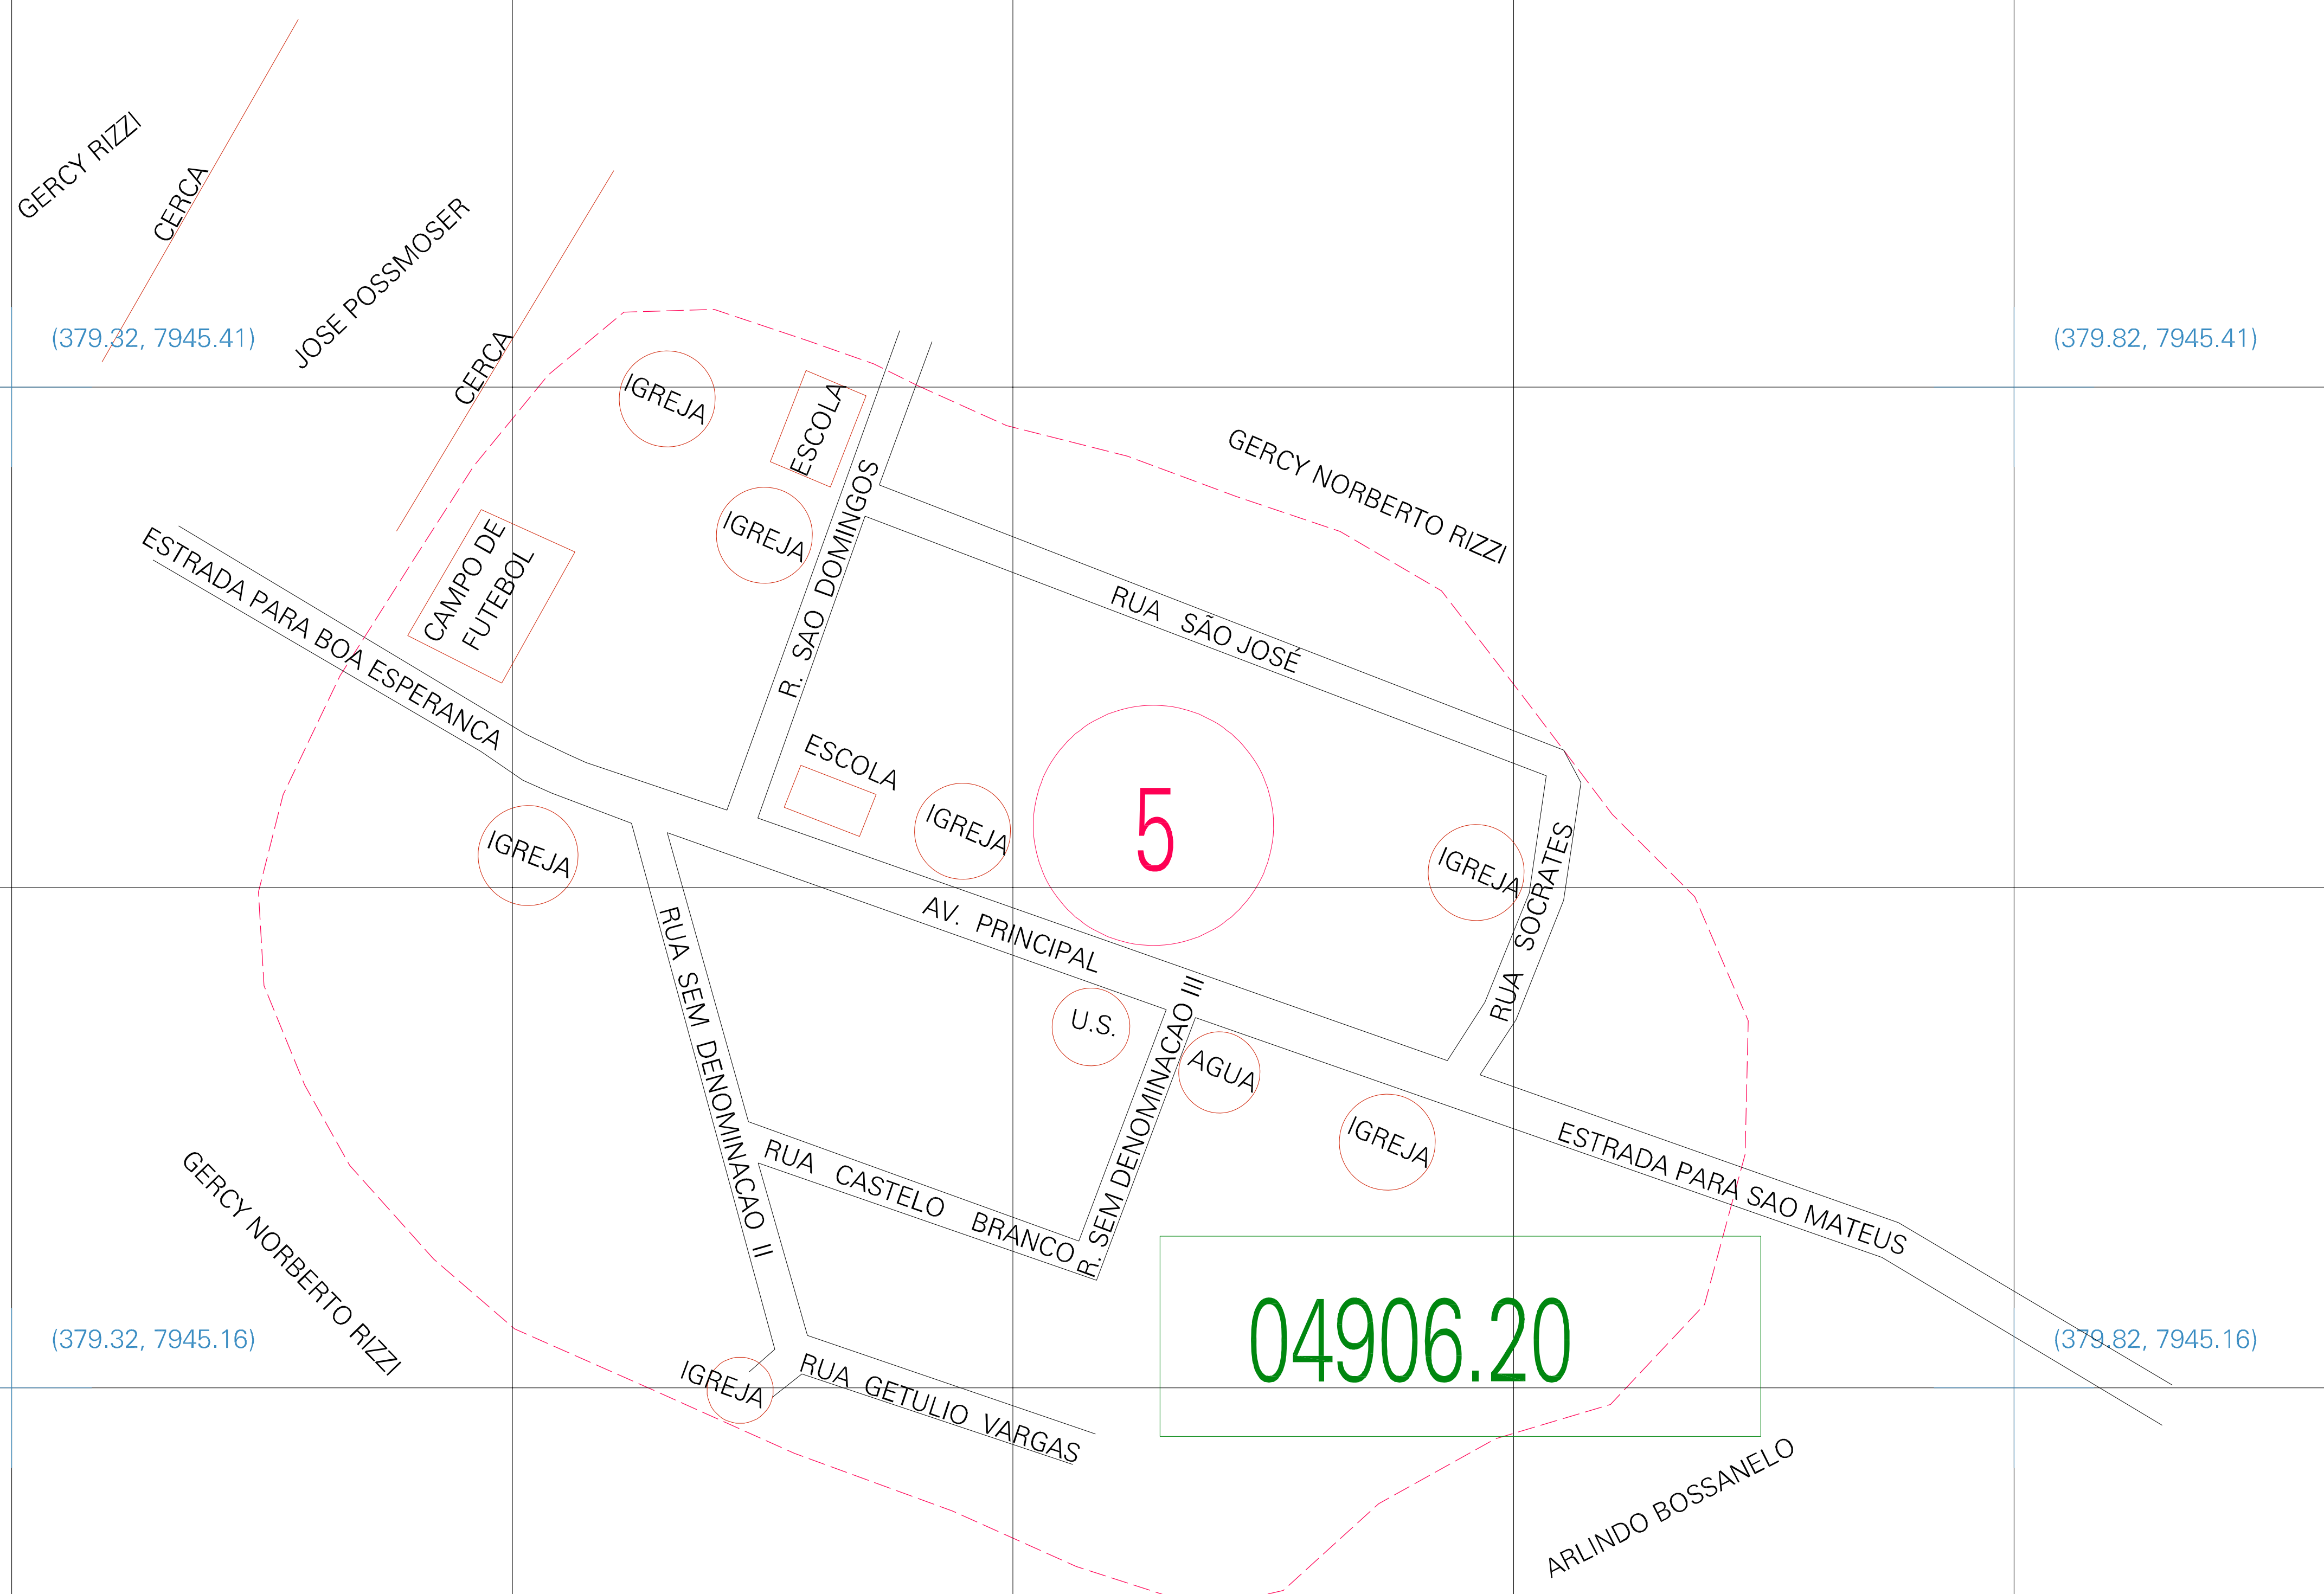 GERCY RIZZI
CERCA
JOSE POSSMOSER
CERCA
(379.32, 7945.41)
(379.82, 7945.41)
IGREJA
ESCOLA
GERCY NORBERTO RIZZI
IGREJA
R. SAO DOMINGOS
CAMPO DE
FUTEBOL
ESTRADA PARA BOA ESPERANCA
RUA SÃO JOSÉ
ESCOLA
IGREJA
5
IGREJA
IGREJA
RUA SOCRATES
AV. PRINCIPAL
RUA SEM DENOMINACAO II
U.S.
R. SEM DENOMINACAO III
AGUA
IGREJA
ESTRADA PARA SAO MATEUS
RUA CASTELO BRANCO
GERCY NORBERTO RIZZI
04906.20
(379.32, 7945.16)
(379.82, 7945.16)
IGREJA
RUA GETULIO VARGAS
ARLINDO BOSSANELO